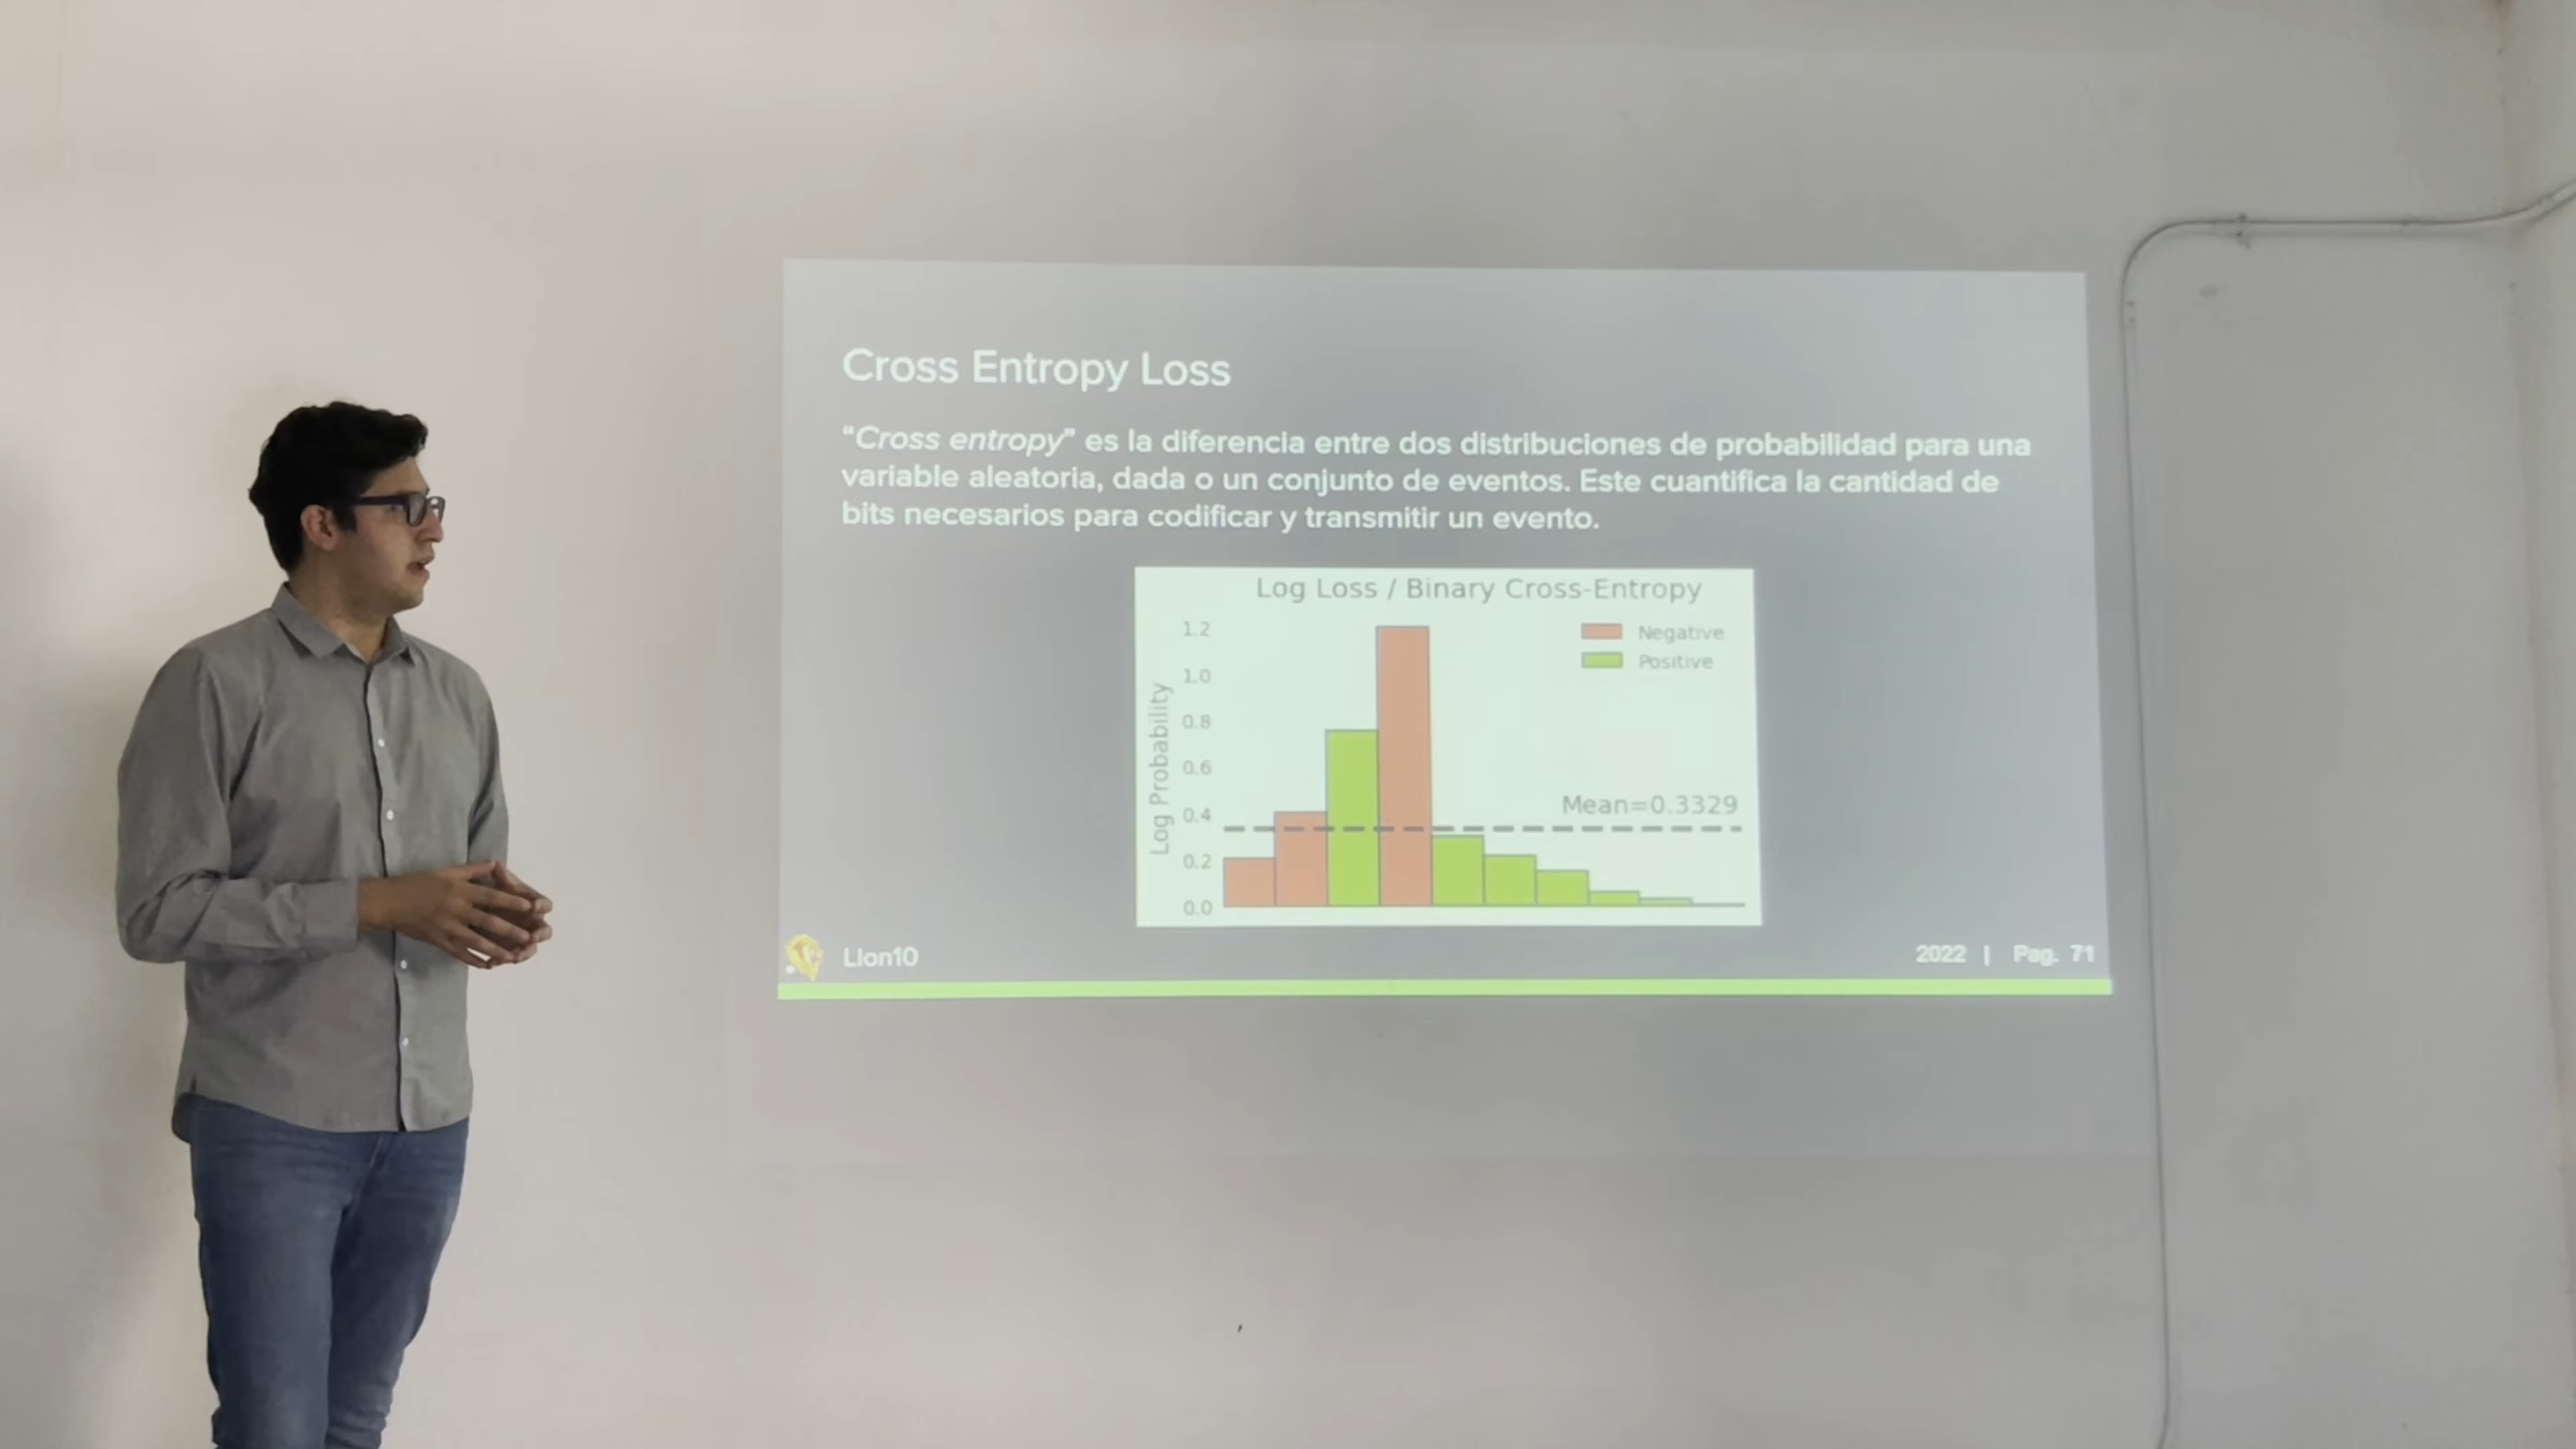 Cross Entropy Loss
“Cross entropy” es la diferencia entre dos distribuciones de probabilidad para una
variable aleatoria, dada o un conjunto de eventos. Este cuantifica la cantidad de
bits necesarios para codificar y transmitir un evento.
Log Loss / Binary Cross-Entropy
Negative
Positive
Log Probability
1.2
1.0
0.8
0.6
0.4
0.2
0.0
Mean=0.3329
Lion10
2022 | Pag. 71